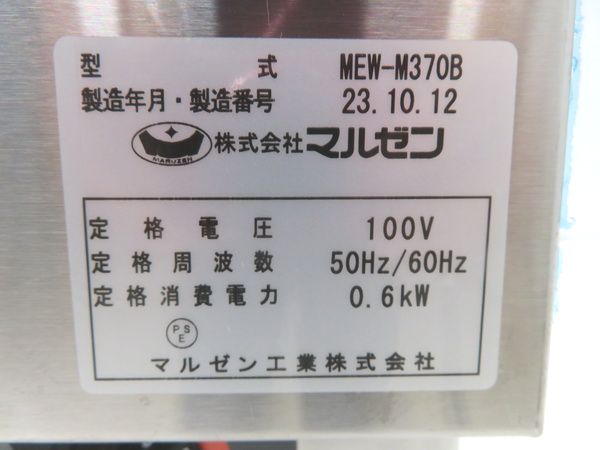 型式 MEW-M370B
製造年月・製造番号 23.10.12
MARUZEN 株式会社マルゼン
定格電圧 100V
定格周波数 50Hz/60Hz
定格消費電力 0.6kW
PSE
マルゼン工業株式会社